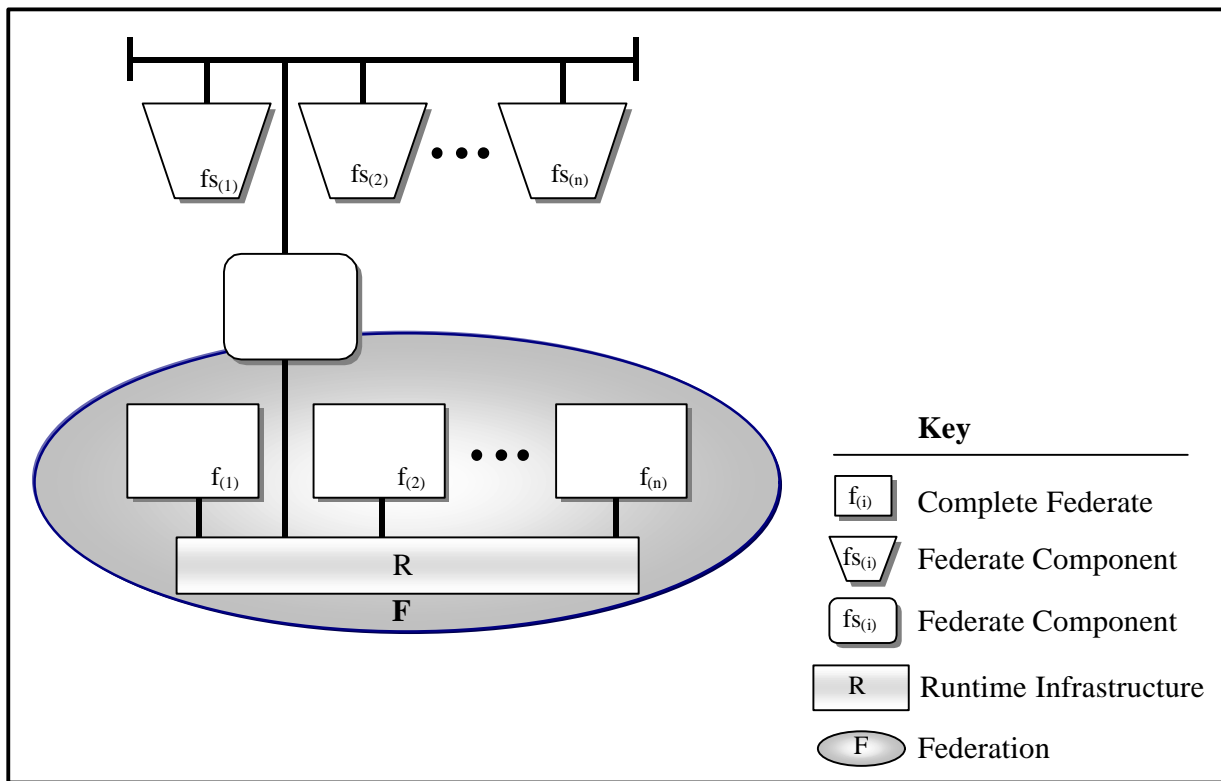 fs(1) fs(2) fs(n)
f(1) f(2) f(n)
R
F
Key
f(i) Complete Federate
fs(i) Federate Component
fs(i) Federate Component
R Runtime Infrastructure
F Federation